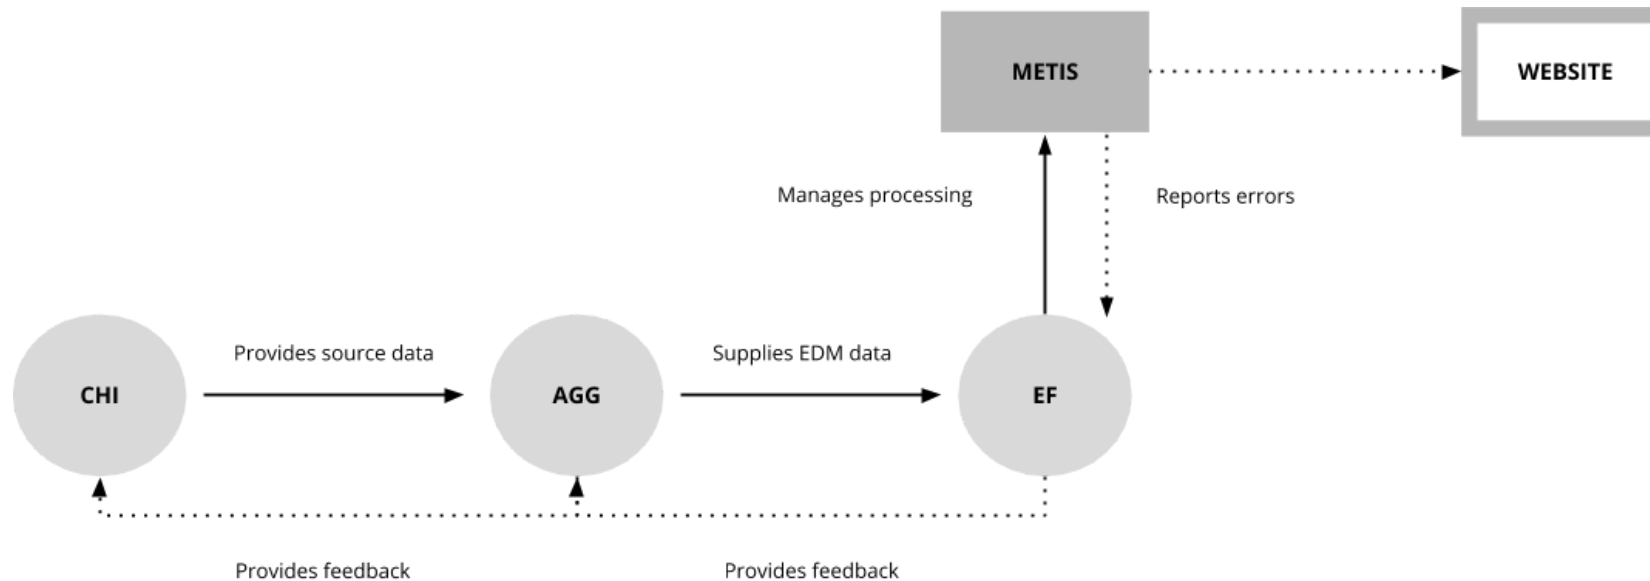 METIS
WEBSITE
Manages processing
Reports errors
Provides source data
Supplies EDM data
CHI
AGG
EF
Provides feedback
Provides feedback